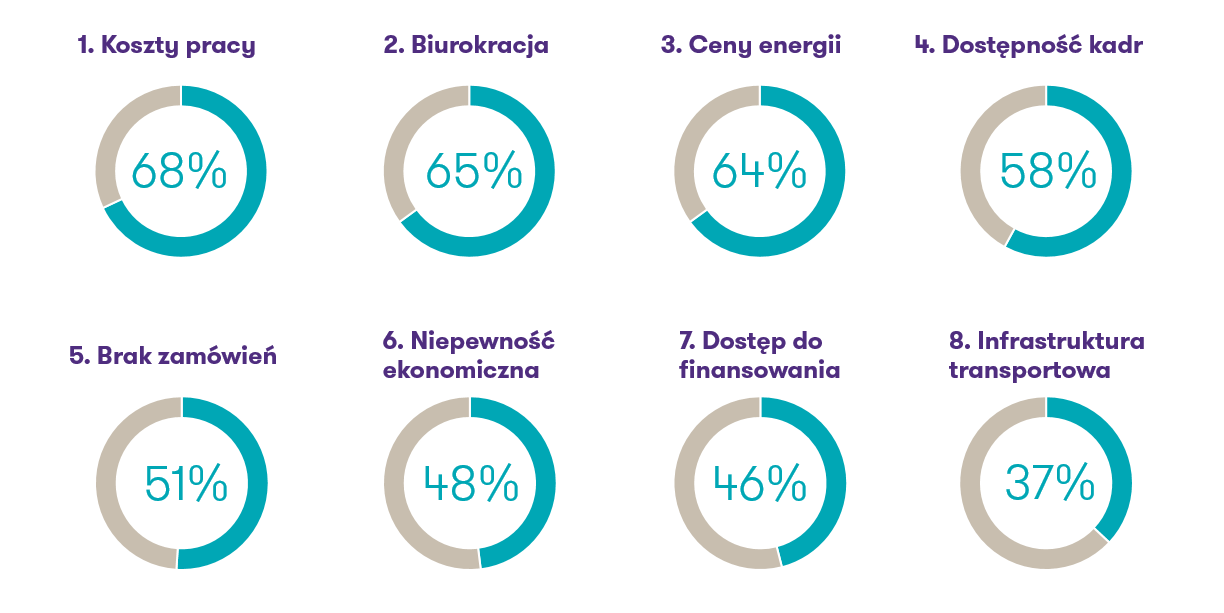 1. Koszty pracy
68%
2. Biurokracja
65%
3. Ceny energii
64%
4. Dostępność kadr
58%
5. Brak zamówień
51%
6. Niepewność
ekonomiczna
48%
7. Dostęp do
finansowania
46%
8. Infrastruktura
transportowa
37%